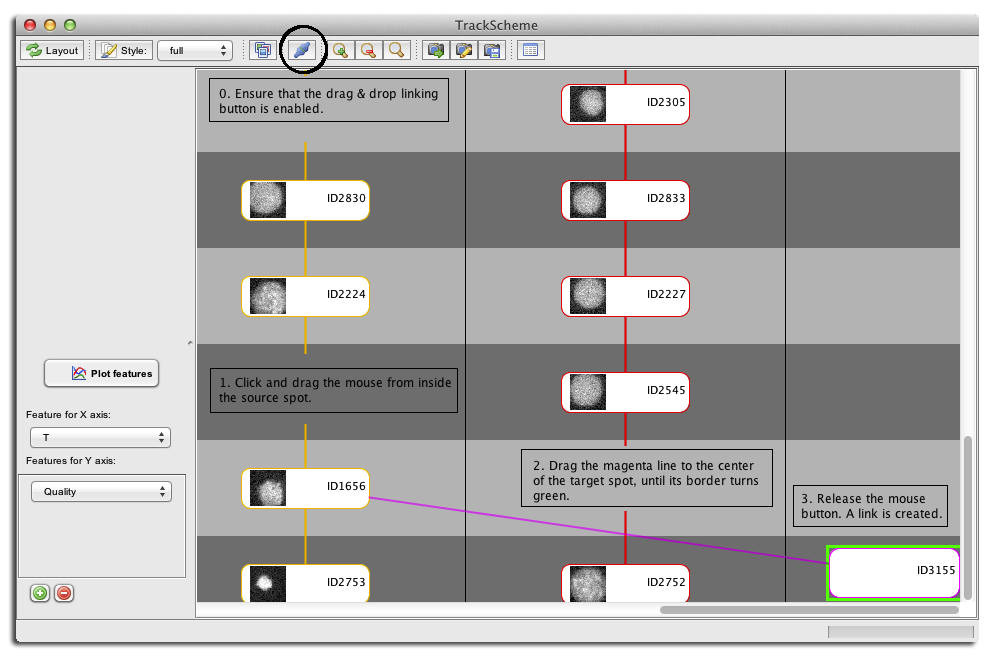 TrackScheme
Layout
Style:
full
0. Ensure that the drag & drop linking
button is enabled.
ID2305
ID2830
ID2833
ID2224
ID2227
Plot features
1. Click and drag the mouse from inside
the source spot.
ID2545
Feature for X axis:
T
Features for Y axis:
Quality
ID1656
2. Drag the magenta line to the center
of the target spot, until its border turns
green.
3. Release the mouse
button. A link is created.
ID2753
ID2752
ID3155